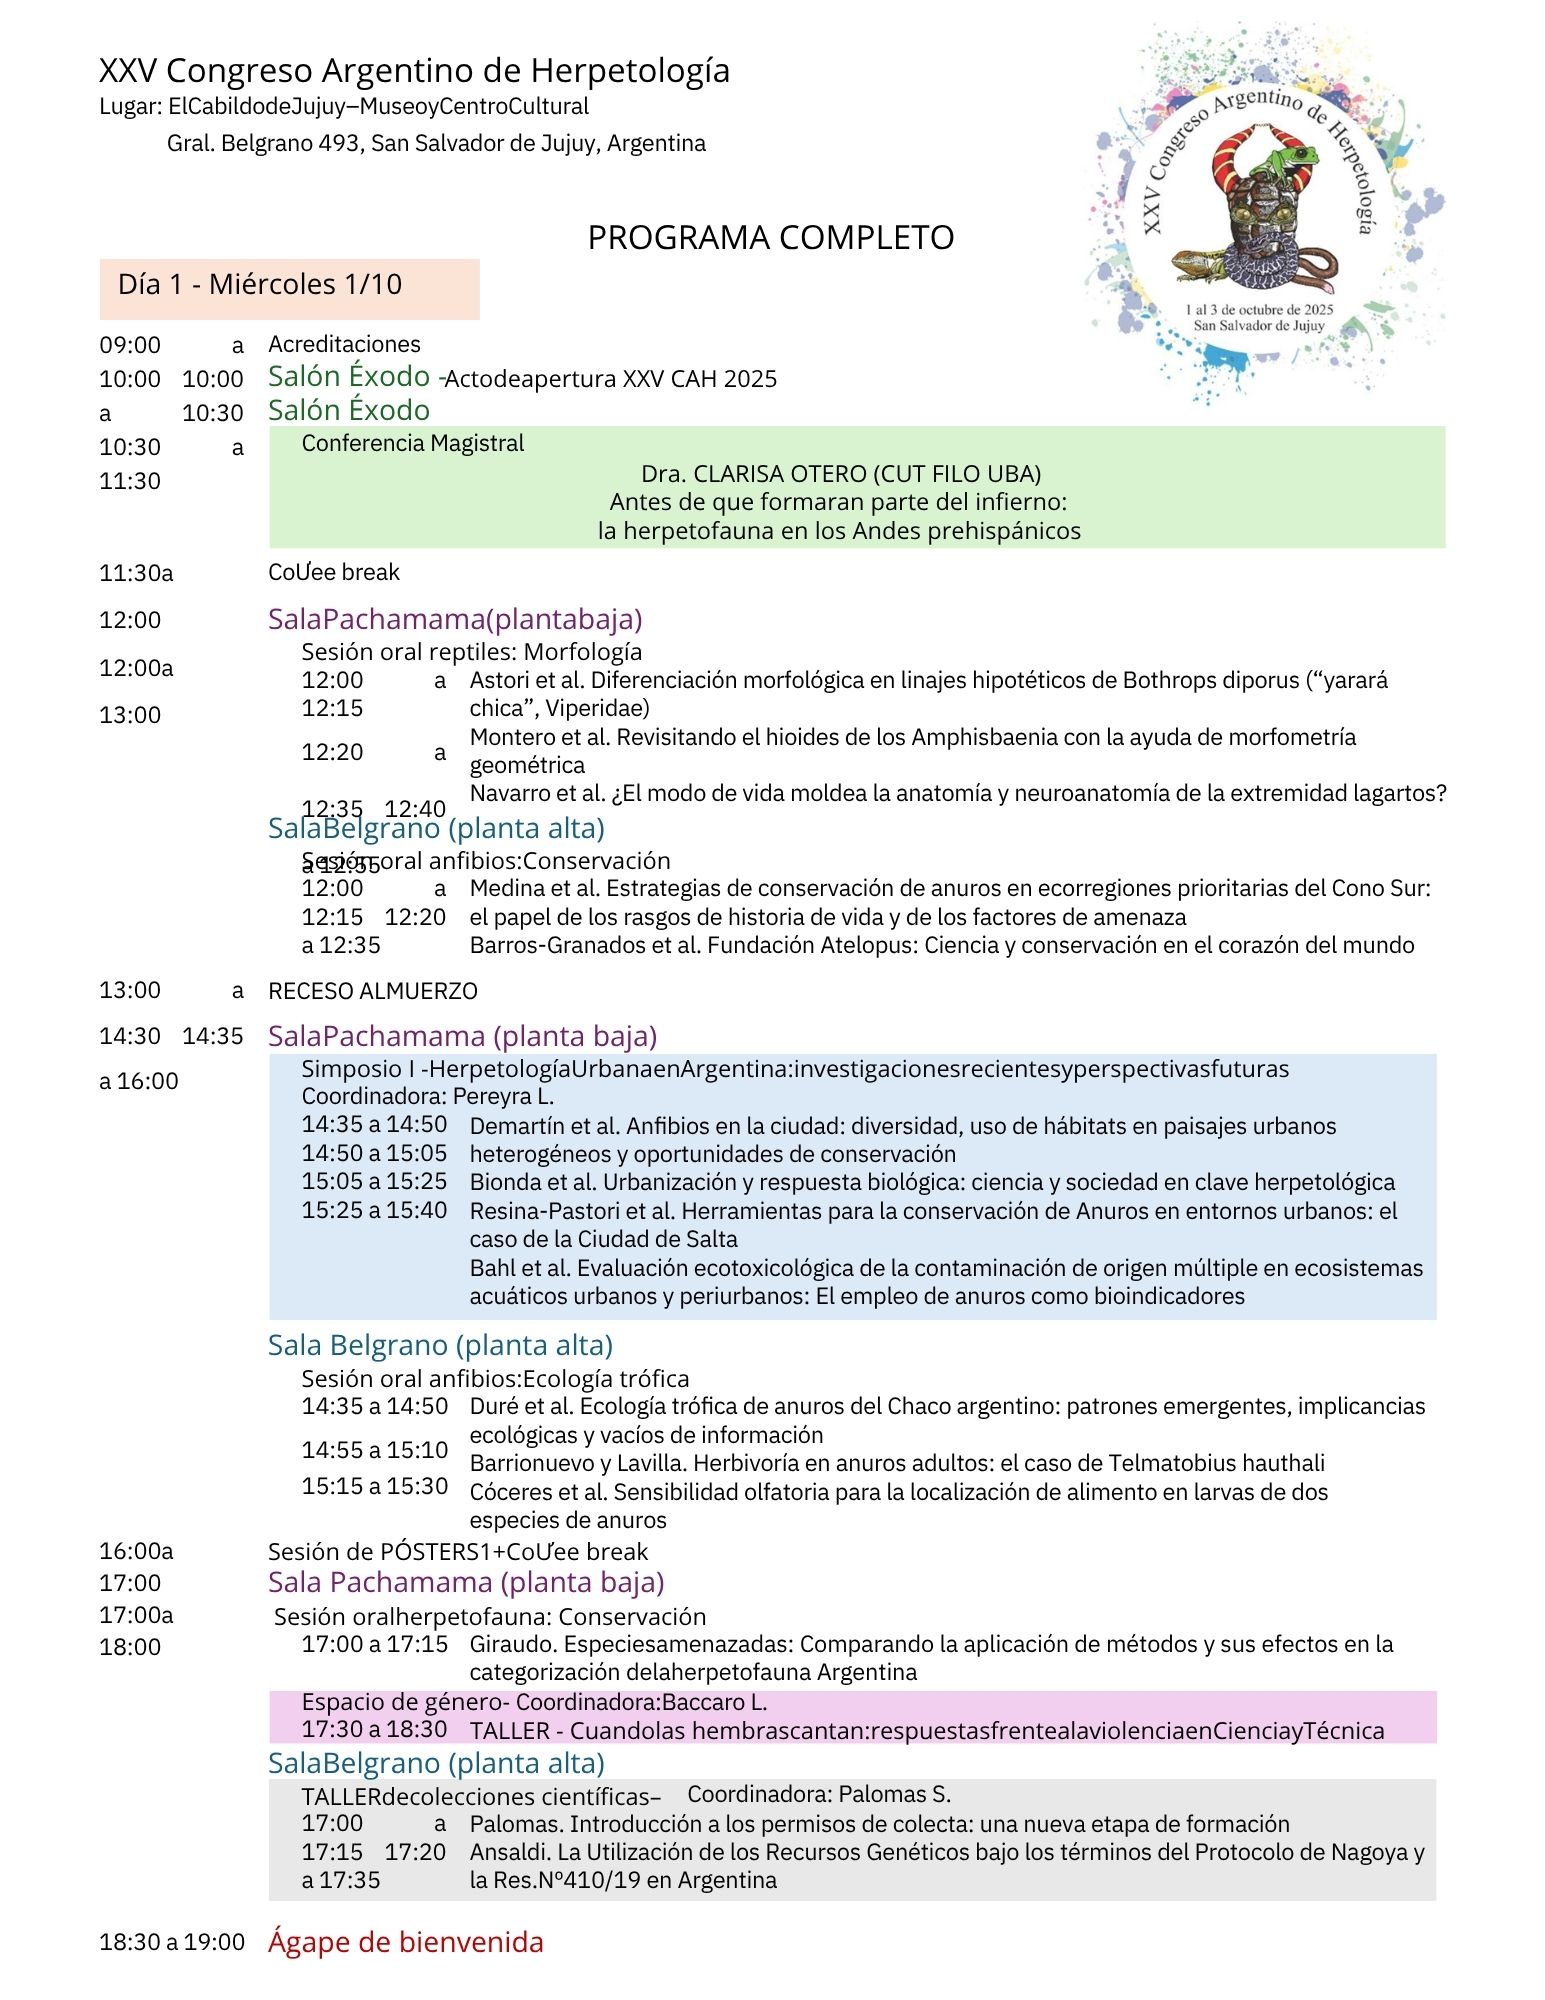 XXV Congreso Argentino de Herpetología
Lugar: ElCabildodeJujuy–MuseoyCentroCultural
Gral. Belgrano 493, San Salvador de Jujuy, Argentina
XXV Congreso Argentino de Herpetología
1 al 3 de octubre de 2025
San Salvador de Jujuy
PROGRAMA COMPLETO
Día 1 - Miércoles 1/10
09:00 a Acreditaciones
10:00 10:00 Salón Éxodo -Actodeapertura XXV CAH 2025
a 10:30 Salón Éxodo
10:30 a Conferencia Magistral
11:30 Dra. CLARISA OTERO (CUT FILO UBA)
Antes de que formaran parte del infierno:
la herpetofauna en los Andes prehispánicos
11:30a CoƯee break
12:00 SalaPachamama(plantabaja)
Sesión oral reptiles: Morfología
12:00a
13:00
12:00 a Astori et al. Diferenciación morfológica en linajes hipotéticos de Bothrops diporus (“yarará
12:15 chica”, Viperidae)
Montero et al. Revisitando el hioides de los Amphisbaenia con la ayuda de morfometría
12:20 a geométrica
Navarro et al. ¿El modo de vida moldea la anatomía y neuroanatomía de la extremidad lagartos?
12:35 12:40
SalaBelgrano (planta alta)
a 12:55
Sesión oral anfibios:Conservación
12:00 a Medina et al. Estrategias de conservación de anuros en ecorregiones prioritarias del Cono Sur:
12:15 12:20 el papel de los rasgos de historia de vida y de los factores de amenaza
a 12:35 Barros-Granados et al. Fundación Atelopus: Ciencia y conservación en el corazón del mundo
13:00 a RECESO ALMUERZO
14:30 14:35 SalaPachamama (planta baja)
a 16:00 Simposio I -HerpetologíaUrbanaenArgentina:investigacionesrecientesyperspectivasfuturas
Coordinadora: Pereyra L.
14:35 a 14:50 Demartín et al. Anfibios en la ciudad: diversidad, uso de hábitats en paisajes urbanos
14:50 a 15:05 heterogéneos y oportunidades de conservación
15:05 a 15:25 Bionda et al. Urbanización y respuesta biológica: ciencia y sociedad en clave herpetológica
15:25 a 15:40 Resina-Pastori et al. Herramientas para la conservación de Anuros en entornos urbanos: el
caso de la Ciudad de Salta
Bahl et al. Evaluación ecotoxicológica de la contaminación de origen múltiple en ecosistemas
acuáticos urbanos y periurbanos: El empleo de anuros como bioindicadores
Sala Belgrano (planta alta)
Sesión oral anfibios:Ecología trófica
14:35 a 14:50 Duré et al. Ecología trófica de anuros del Chaco argentino: patrones emergentes, implicancias
ecológicas y vacíos de información
14:55 a 15:10 Barrionuevo y Lavilla. Herbivoría en anuros adultos: el caso de Telmatobius hauthali
15:15 a 15:30 Cóceres et al. Sensibilidad olfatoria para la localización de alimento en larvas de dos
especies de anuros
16:00a Sesión de PÓSTERS1+CoƯee break
17:00 Sala Pachamama (planta baja)
17:00a Sesión oralherpetofauna: Conservación
18:00
17:00 a 17:15 Giraudo. Especiesamenazadas: Comparando la aplicación de métodos y sus efectos en la
categorización delaherpetofauna Argentina
Espacio de género- Coordinadora:Baccaro L.
17:30 a 18:30 TALLER - Cuandolas hembrascantan:respuestasfrentealaviolenciaenCienciayTécnica
SalaBelgrano (planta alta)
TALLERdecolecciones científicas– Coordinadora: Palomas S.
17:00 a Palomas. Introducción a los permisos de colecta: una nueva etapa de formación
17:15 17:20 Ansaldi. La Utilización de los Recursos Genéticos bajo los términos del Protocolo de Nagoya y
a 17:35 la Res.Nº410/19 en Argentina
18:30 a 19:00 Ágape de bienvenida